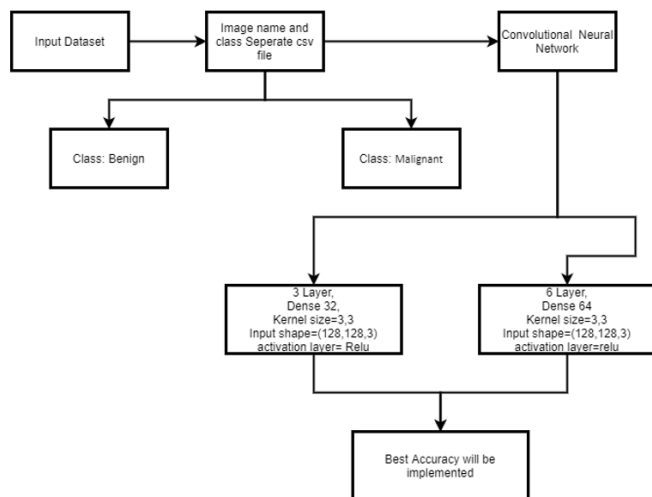 Input Dataset
Image name and
class Seperate csv
file
Convolutional Neural
Network
Class: Benign
Class: Malignant
3 Layer,
Dense 32,
Kernel size=3,3
Input shape=(128,128,3)
activation layer= Relu
6 Layer,
Dense 64
Kernel size=3,3
Input shape=(128,128,3)
activation layer=relu
Best Accuracy will be
implemented